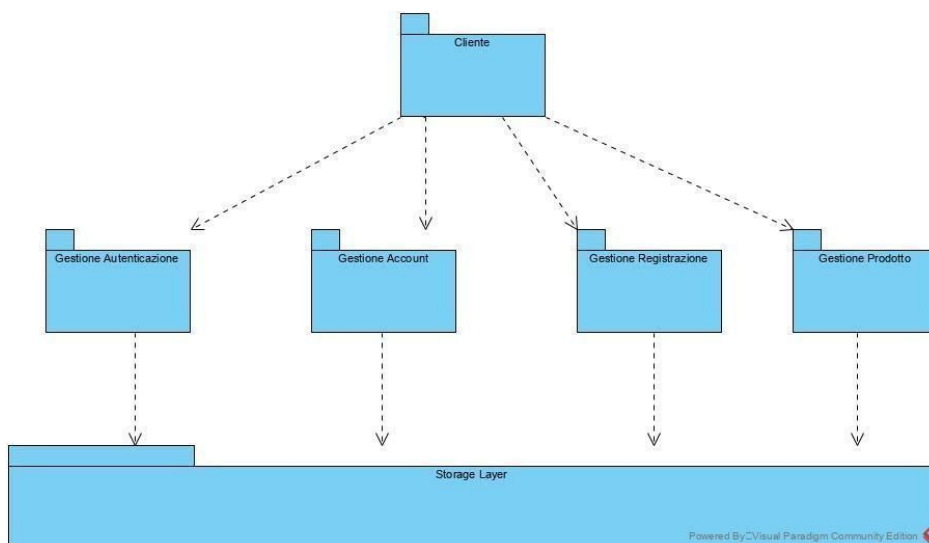 Cliente
Gestione Autenticazione
Gestione Account
Gestione Registrazione
Gestione Prodotto
Storage Layer
Powered By Visual Paradigm Community Edition